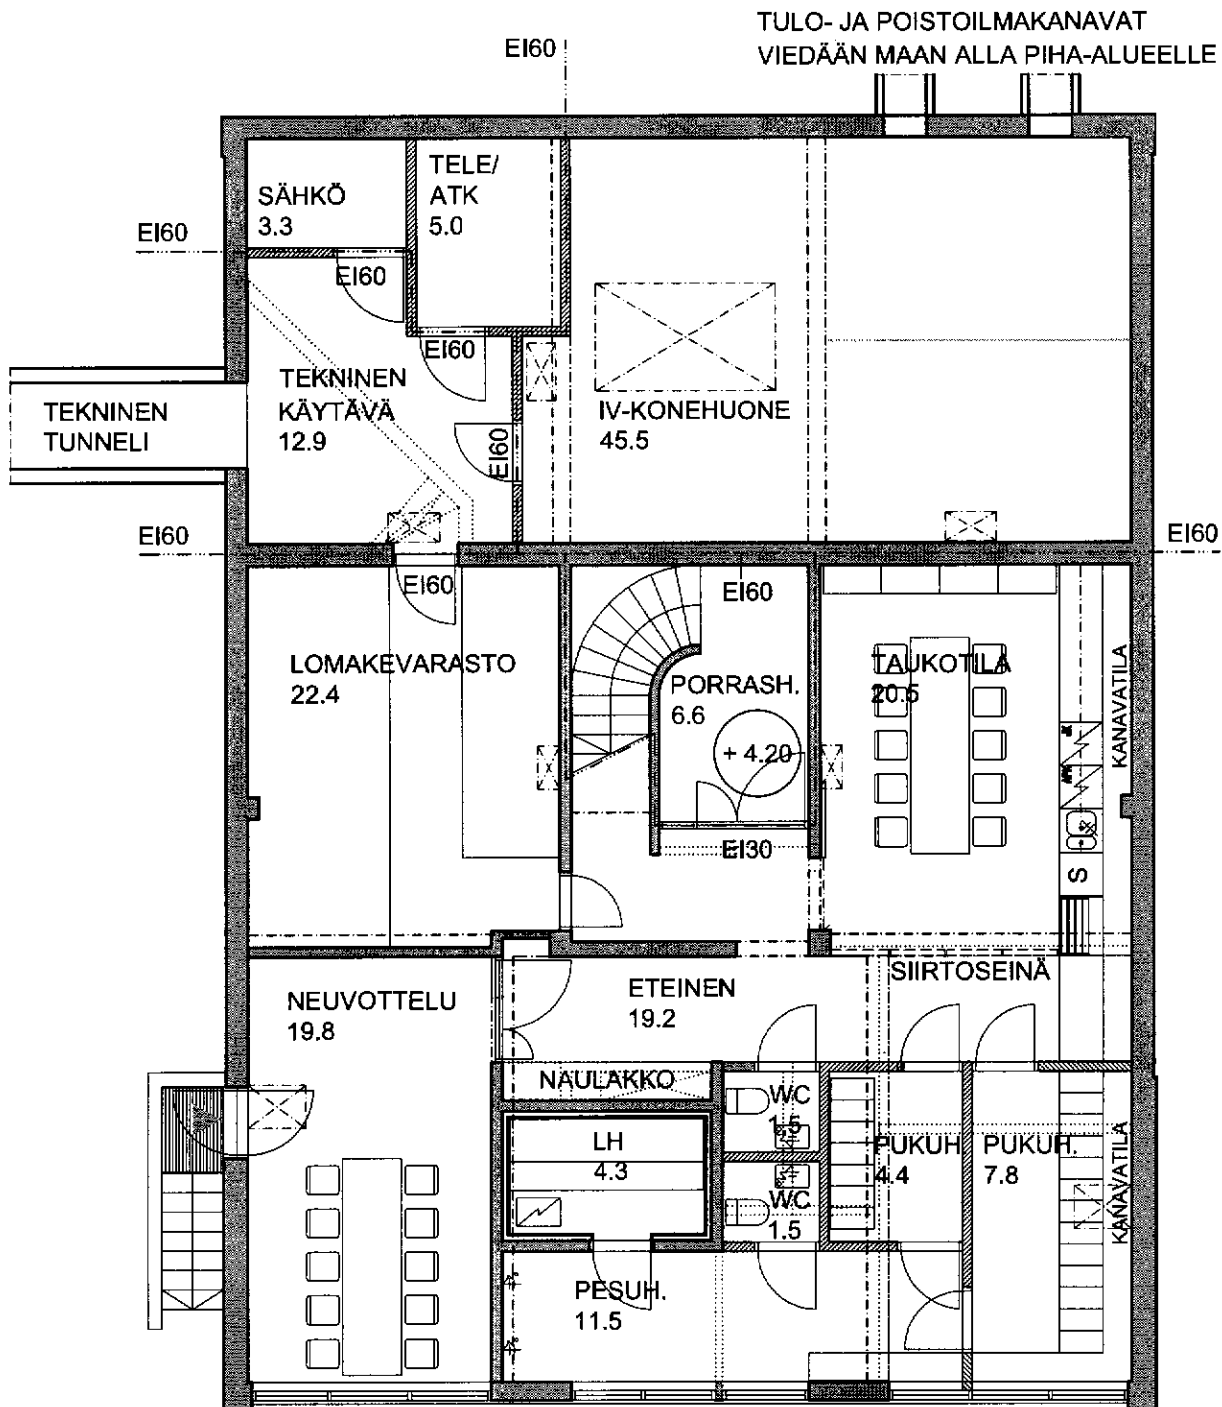 TULO- JA POISTOILMAKANAVAT
VIEDÄÄN MAAN ALLA PIHA-ALUEELLE
EI60
SÄHKÖ
3.3
TELE/
ATK
5.0
EI60
EI60
EI60
TEKNINEN
KÄYTÄVÄ
12.9
TEKNINEN
TUNNELI
EI60
IV-KONEHUONE
45.5
EI60
EI60
EI60
EI60
LOMAKEVARASTO
22.4
PORRASH.
6.6
+ 4.20
TAUKOTILA
20.5
KANAVATILA
JK
APK
S
EI30
SIIRTOSEINÄ
NEUVOTTELU
19.8
ETEINEN
19.2
NAULAKKO
WC
1.5
LH
4.3
PUKUH.
4.4
PUKUH.
7.8
KANAVATILA
WC
1.5
PESUH.
11.5